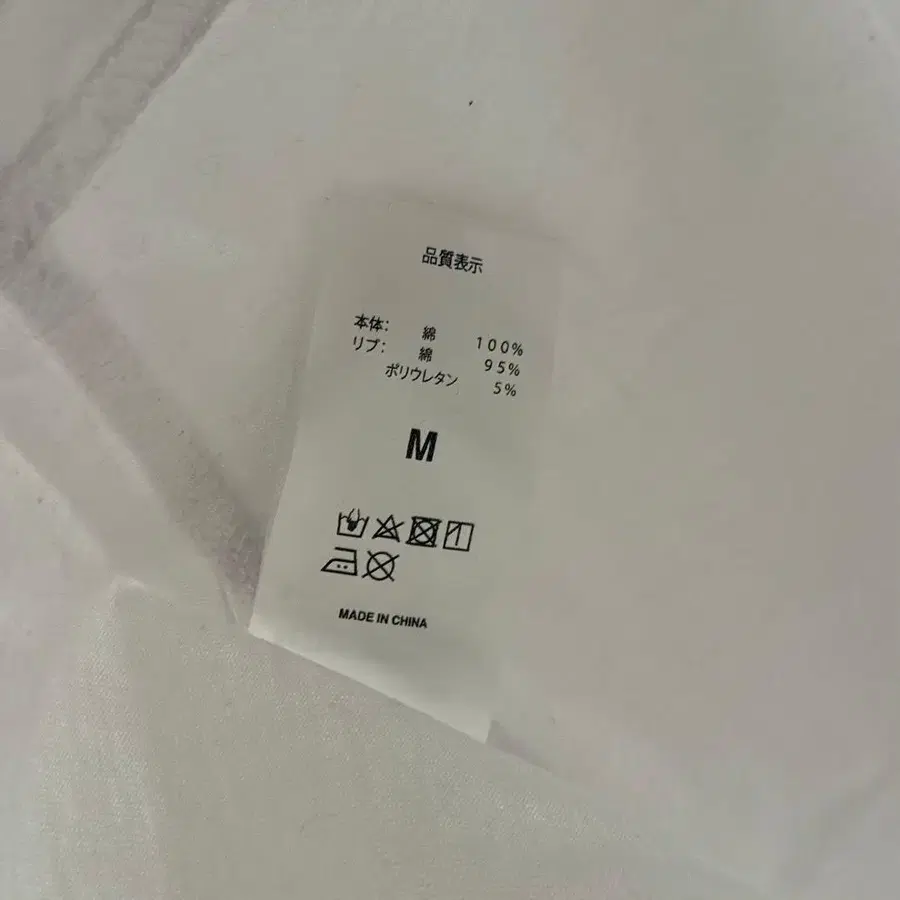 品質表示
本体: 綿 100%
リブ: 綿 95%
ポリウレタン 5%
M
MADE IN CHINA